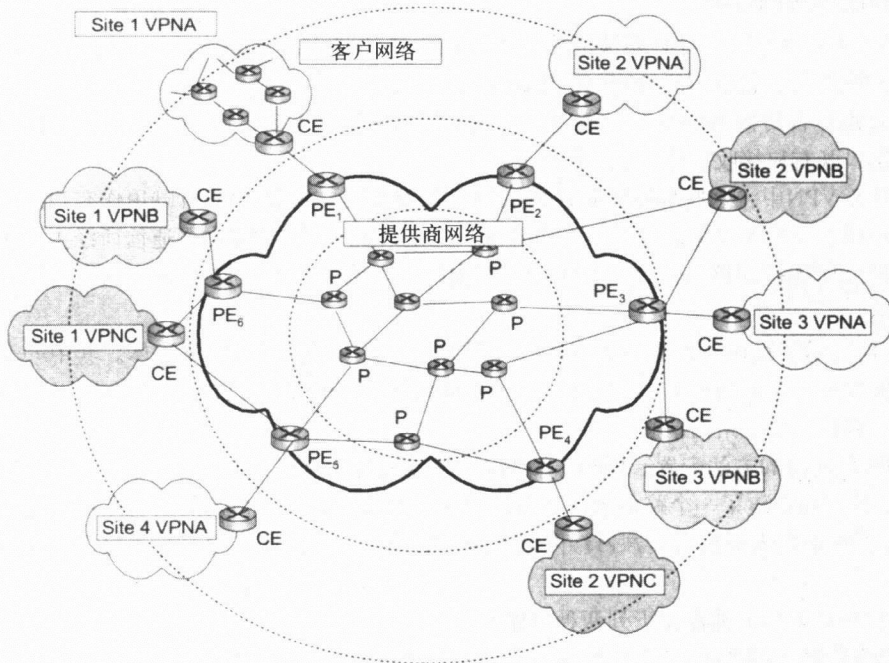 Site 1 VPNA
客户网络
Site 2 VPNA
CE
CE
Site 2 VPNB
CE
CE
Site 1 VPNB
PE1
PE2
提供商网络
P
P
PE3
PE6
P
Site 3 VPNA
CE
Site 1 VPNC
CE
P
P
P
P
PE4
CE
PE5
Site 3 VPNB
Site 4 VPNA
CE
CE
Site 2 VPNC